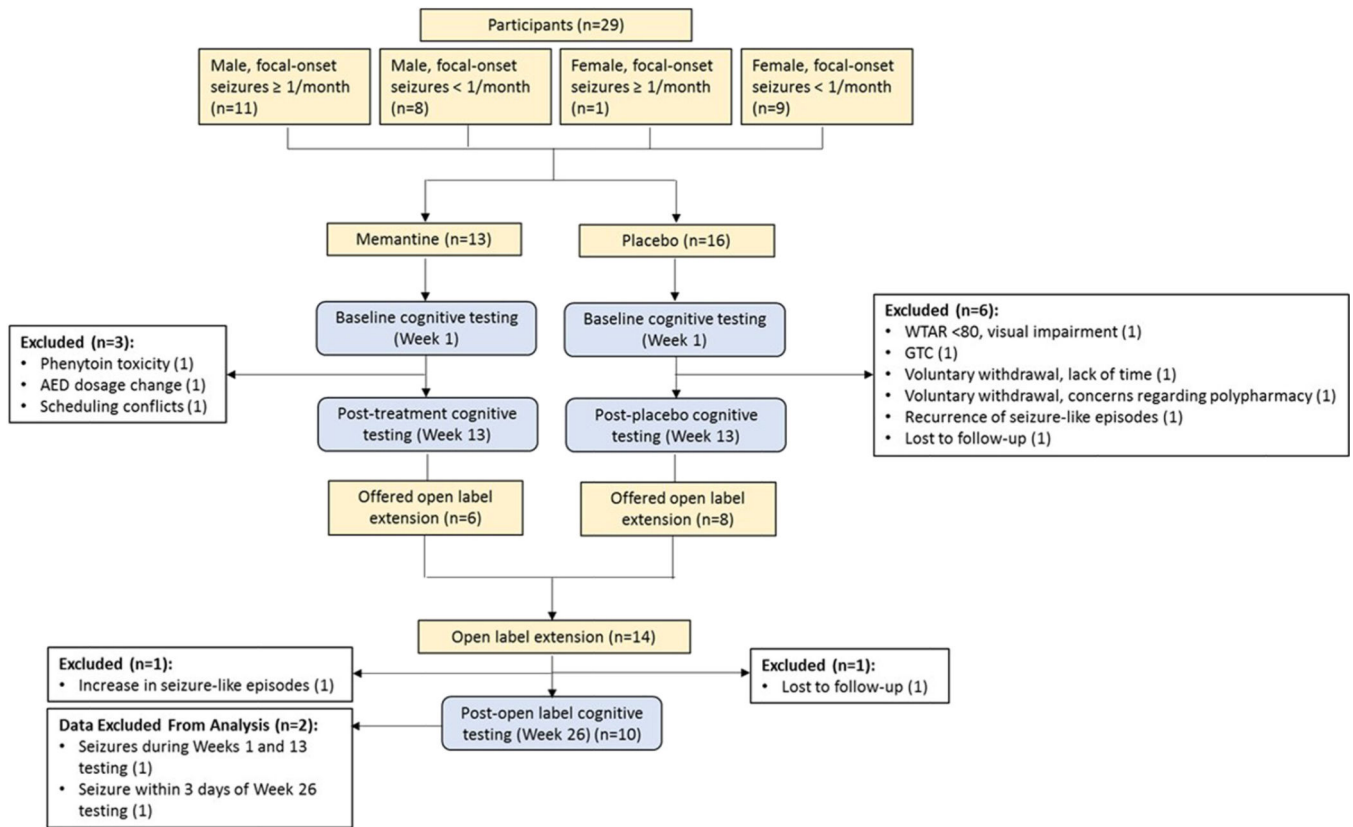 Participants (n=29)
Male, focal-onset
seizures ≥ 1/month
(n=11)
Male, focal-onset
seizures < 1/month
(n=8)
Female, focal-onset
seizures ≥ 1/month
(n=1)
Female, focal-onset
seizures < 1/month
(n=9)
Memantine (n=13)
Placebo (n=16)
Baseline cognitive testing
(Week 1)
Baseline cognitive testing
(Week 1)
Excluded (n=3):
• Phenytoin toxicity (1)
• AED dosage change (1)
• Scheduling conflicts (1)
Excluded (n=6):
• WTAR <80, visual impairment (1)
• GTC (1)
• Voluntary withdrawal, lack of time (1)
• Voluntary withdrawal, concerns regarding polypharmacy (1)
• Recurrence of seizure-like episodes (1)
• Lost to follow-up (1)
Post-treatment cognitive
testing (Week 13)
Post-placebo cognitive
testing (Week 13)
Offered open label
extension (n=6)
Offered open label
extension (n=8)
Open label extension (n=14)
Excluded (n=1):
• Increase in seizure-like episodes (1)
Excluded (n=1):
• Lost to follow-up (1)
Post-open label cognitive
testing (Week 26) (n=10)
Data Excluded From Analysis (n=2):
• Seizures during Weeks 1 and 13
testing (1)
• Seizure within 3 days of Week 26
testing (1)